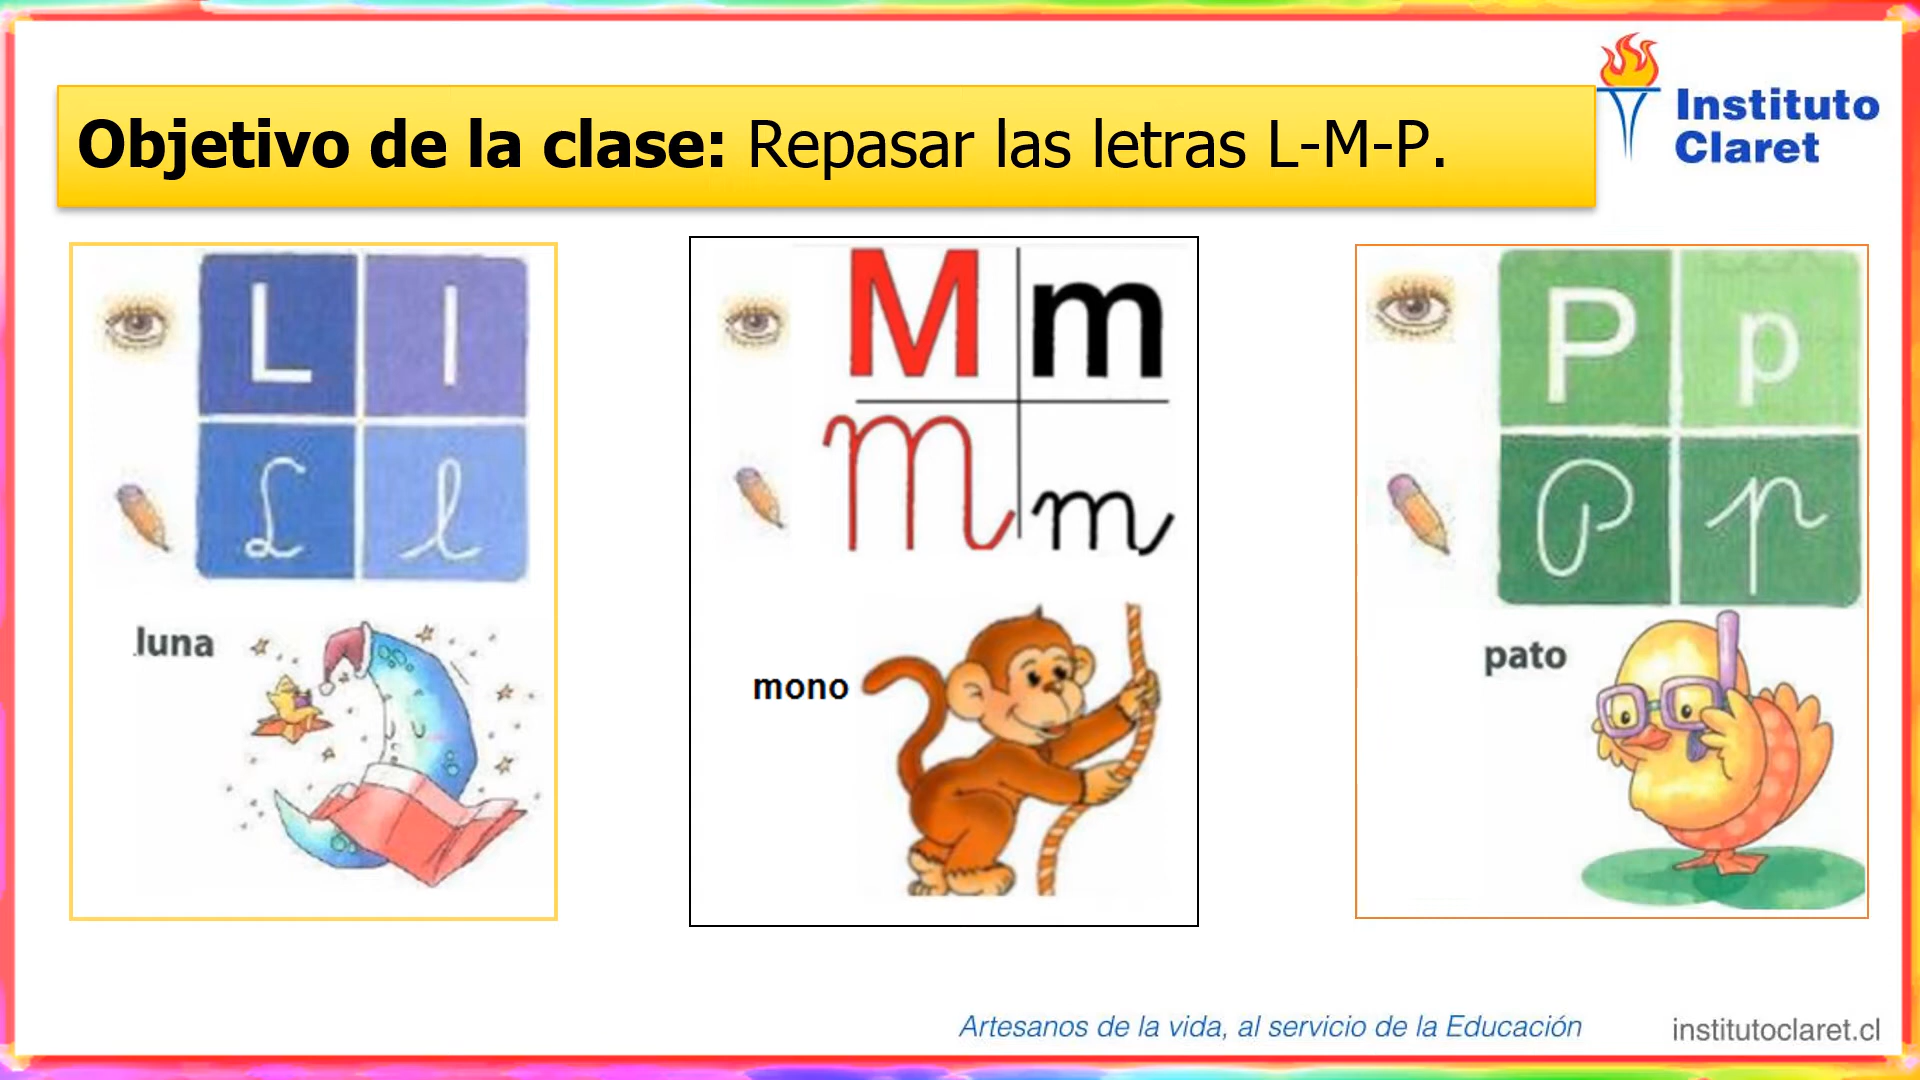 Objetivo de la clase: Repasar las letras L-M-P.
Instituto
Claret
L l
L l
luna
M m
M m
mono
P p
P p
pato
Artesanos de la vida, al servicio de la Educación
institutoclaret.cl